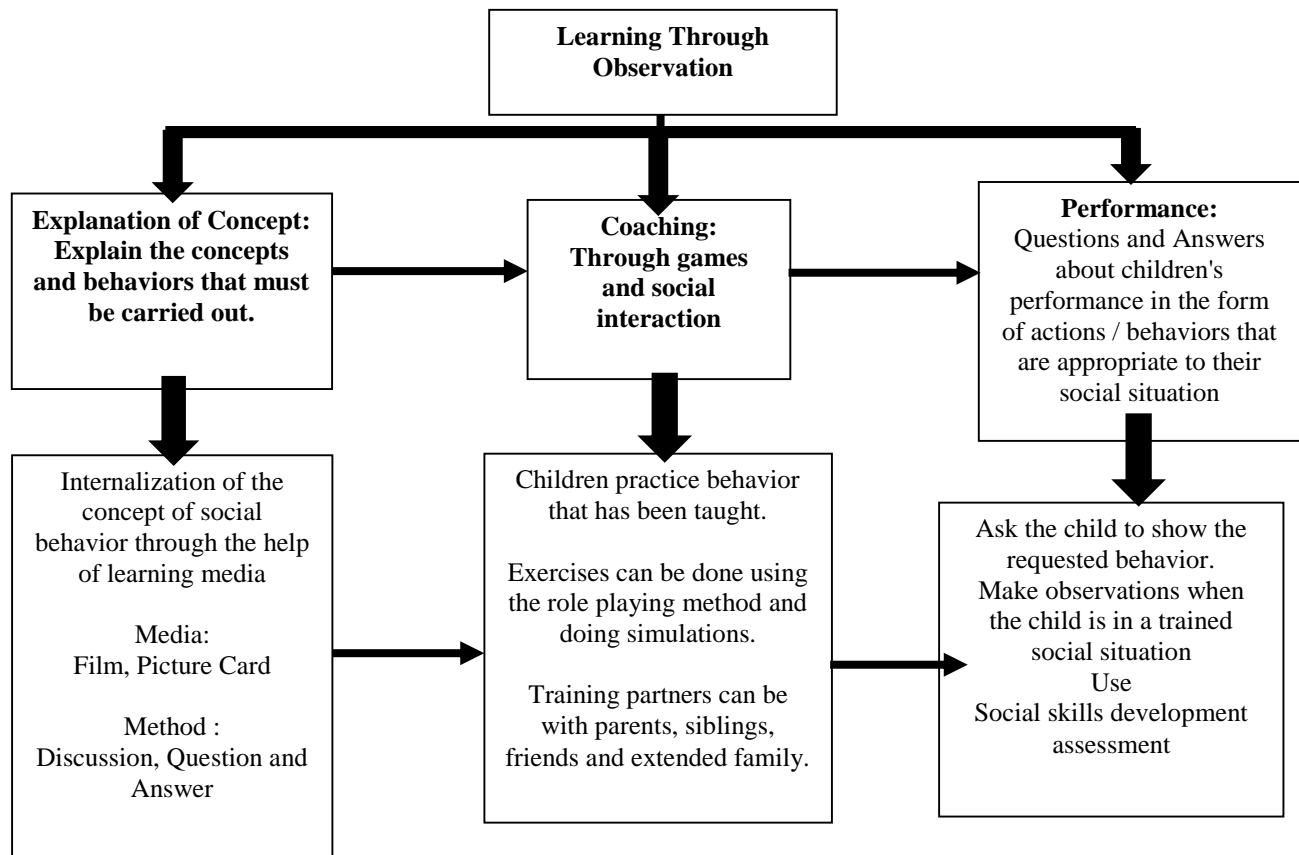 Learning Through
Observation
Explanation of Concept:
Explain the concepts
and behaviors that must
be carried out.
Coaching:
Through games
and social
interaction
Performance:
Questions and Answers
about children's
performance in the form
of actions / behaviors that
are appropriate to their
social situation
Internalization of the
concept of social
behavior through the help
of learning media
Media:
Film, Picture Card
Method :
Discussion, Question and
Answer
Children practice behavior
that has been taught.
Exercises can be done using
the role playing method and
doing simulations.
Training partners can be
with parents, siblings,
friends and extended family.
Ask the child to show the
requested behavior.
Make observations when
the child is in a trained
social situation
Use
Social skills development
assessment